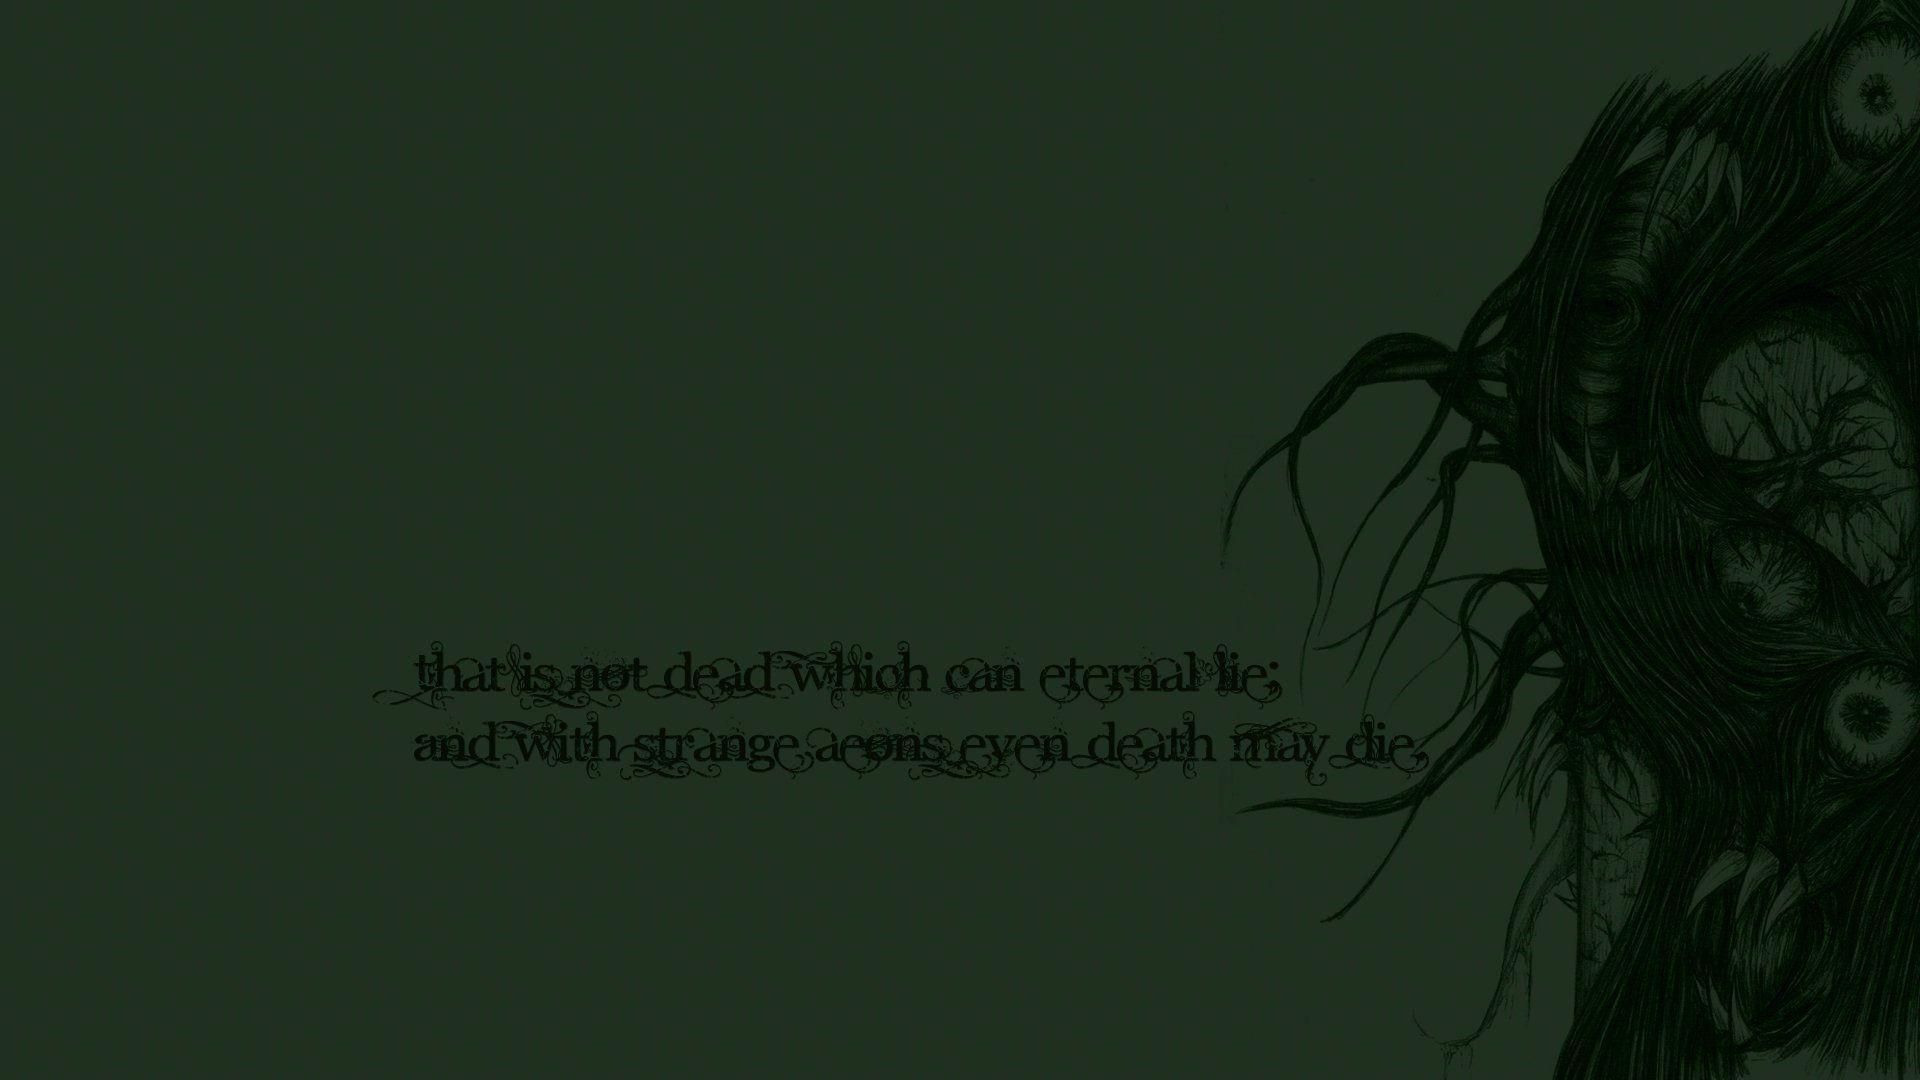 that is not dead which can eternal lie;
and with strange aeons even death may die.